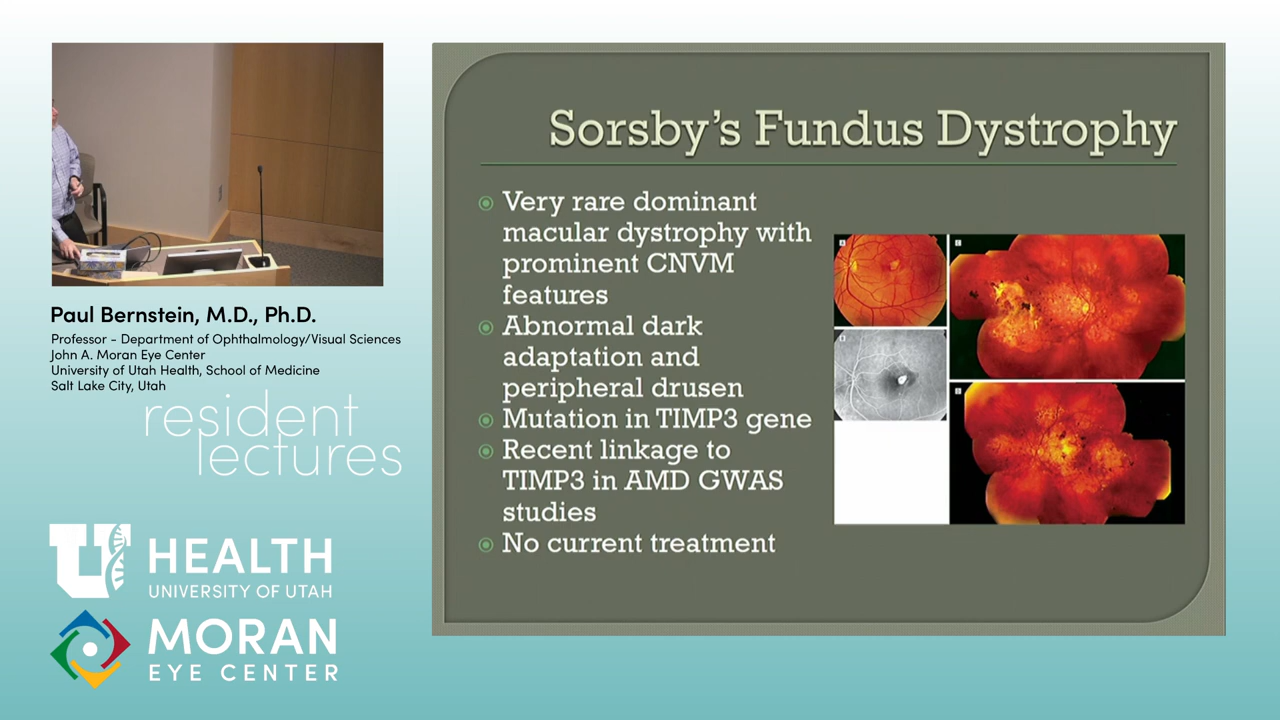 Paul Bernstein, M.D., Ph.D.
Professor - Department of Ophthalmology/Visual Sciences
John A. Moran Eye Center
University of Utah Health, School of Medicine
Salt Lake City, Utah
resident
lectures
U
HEALTH
UNIVERSITY OF UTAH
MORAN
EYE CENTER
Sorsby's Fundus Dystrophy
Very rare dominant
macular dystrophy with
prominent CNVM
features
Abnormal dark
adaptation and
peripheral drusen
Mutation in TIMP3 gene
Recent linkage to
TIMP3 in AMD GWAS
studies
No current treatment
A
C